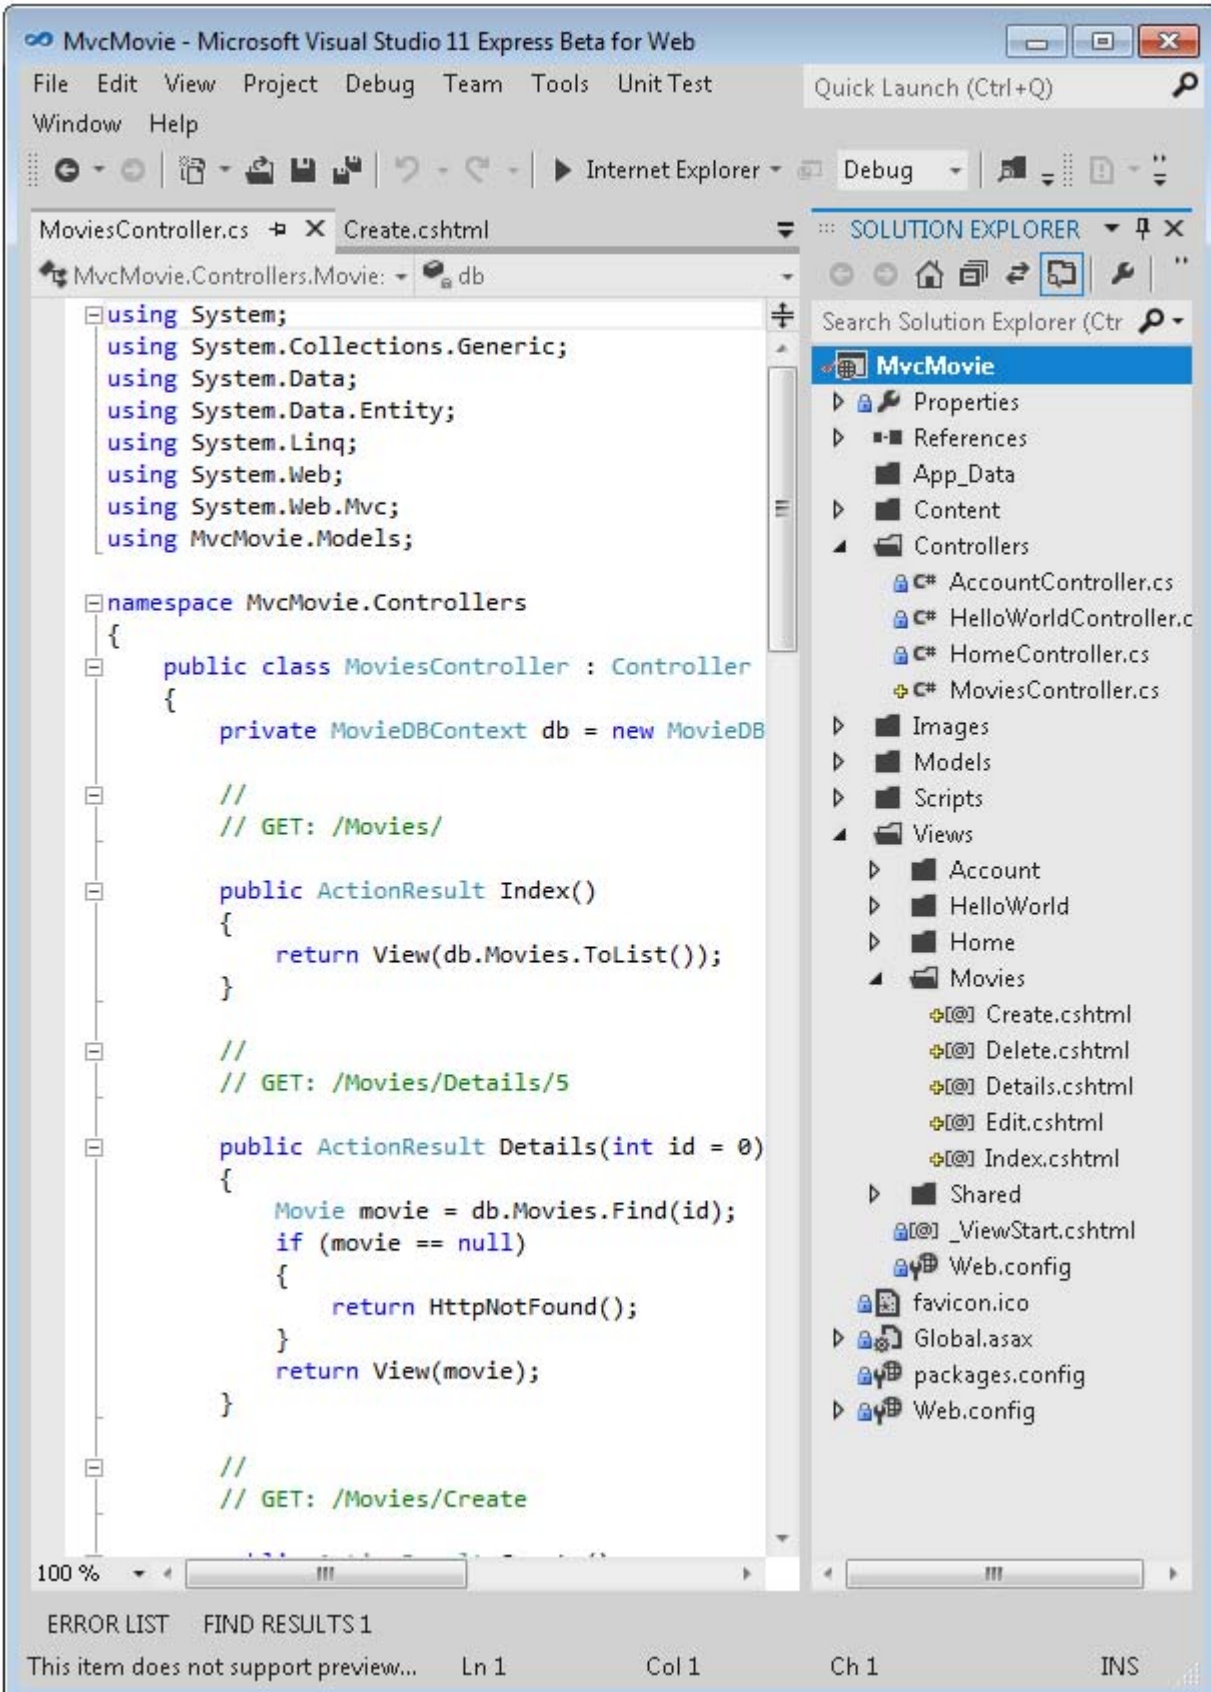 MvcMovie - Microsoft Visual Studio 11 Express Beta for Web
File Edit View Project Debug Team Tools Unit Test
Quick Launch (Ctrl+Q)
Window Help
Internet Explorer Debug
MoviesController.cs Create.cshtml
MvcMovie.Controllers.Movie: db
using System;
using System.Collections.Generic;
using System.Data;
using System.Data.Entity;
using System.Linq;
using System.Web;
using System.Web.Mvc;
using MvcMovie.Models;
namespace MvcMovie.Controllers
{
public class MoviesController : Controller
{
private MovieDBContext db = new MovieDB
//
// GET: /Movies/
public ActionResult Index()
{
return View(db.Movies.ToList());
}
//
// GET: /Movies/Details/5
public ActionResult Details(int id = 0)
{
Movie movie = db.Movies.Find(id);
if (movie == null)
{
return HttpNotFound();
}
return View(movie);
}
//
// GET: /Movies/Create
100 %
SOLUTION EXPLORER
Search Solution Explorer (Ctr
MvcMovie
Properties
References
App_Data
Content
Controllers
C# AccountController.cs
C# HelloWorldController.c
C# HomeController.cs
C# MoviesController.cs
Images
Models
Scripts
Views
Account
HelloWorld
Home
Movies
[@] Create.cshtml
[@] Delete.cshtml
[@] Details.cshtml
[@] Edit.cshtml
[@] Index.cshtml
Shared
[@] _ViewStart.cshtml
Web.config
favicon.ico
Global.asax
packages.config
Web.config
ERROR LIST FIND RESULTS 1
This item does not support preview... Ln 1 Col 1 Ch 1 INS